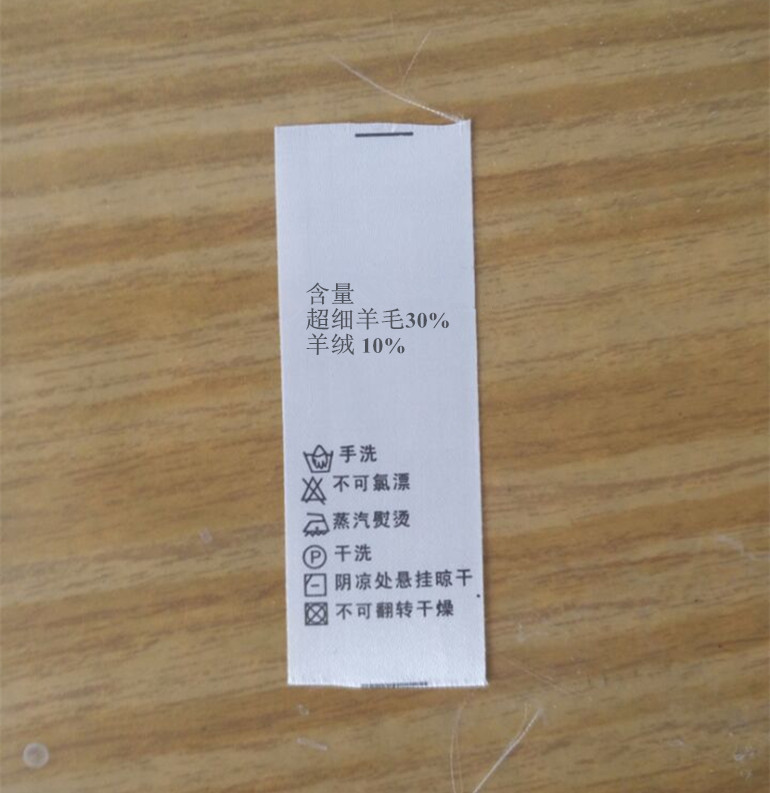 含量
超细羊毛30%
羊绒 10%
手洗
不可氯漂
蒸汽熨烫
P 干洗
阴凉处悬挂晾干
不可翻转干燥